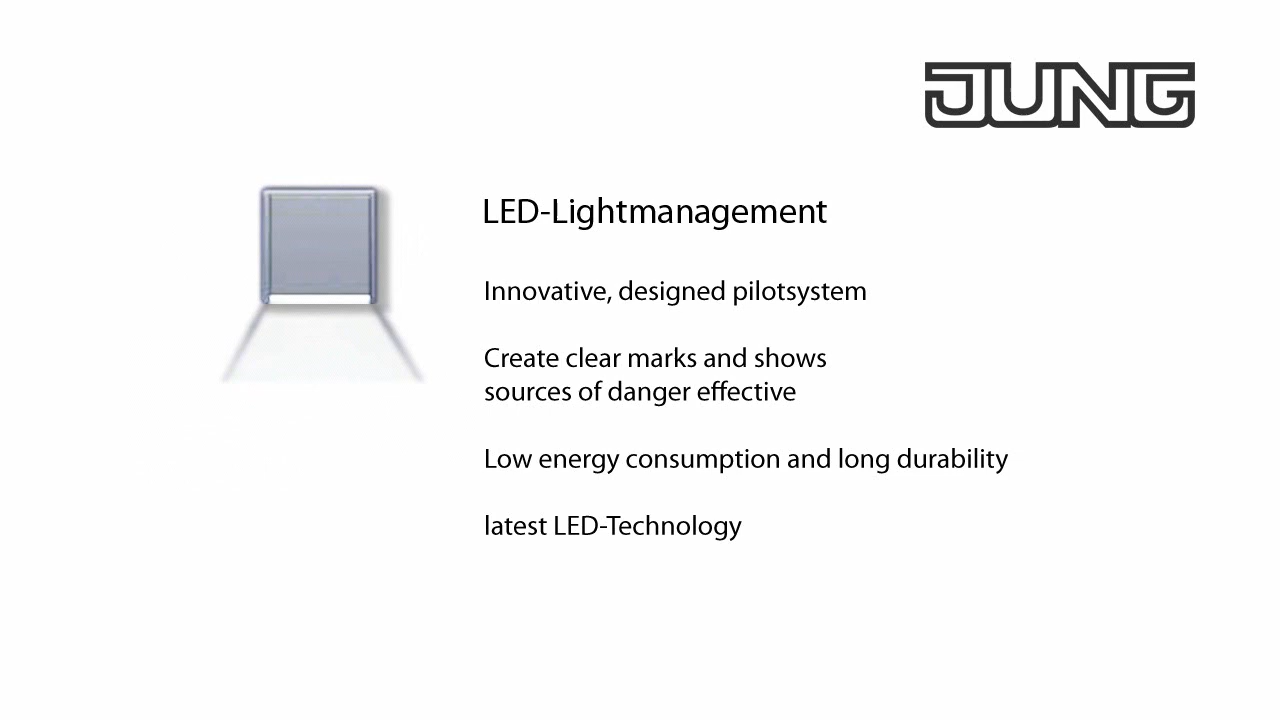 JUNG
LED-Lightmanagement
Innovative, designed pilotsystem
Create clear marks and shows
sources of danger effective
Low energy consumption and long durability
latest LED-Technology